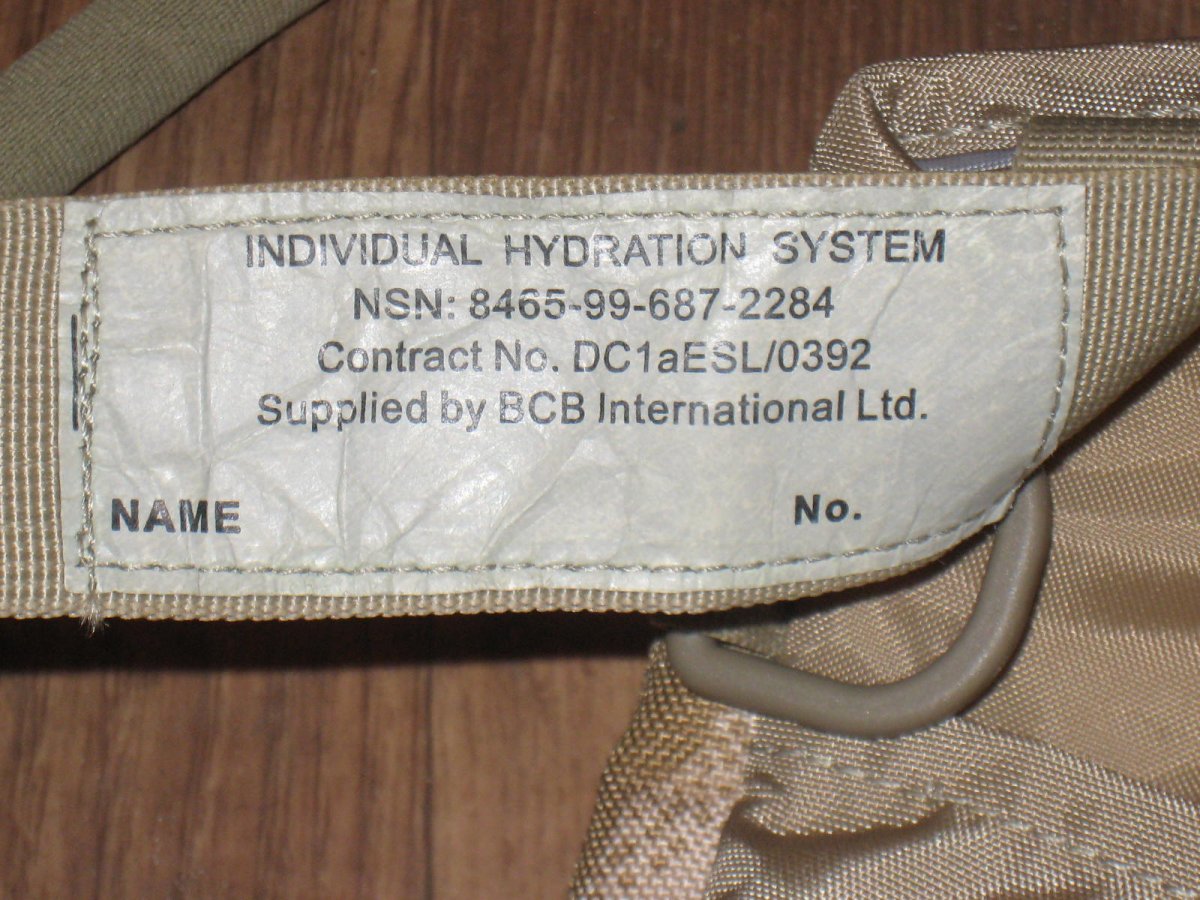 INDIVIDUAL HYDRATION SYSTEM
NSN: 8465-99-687-2284
Contract No. DC1aESL/0392
Supplied by BCB International Ltd.
NAME No.